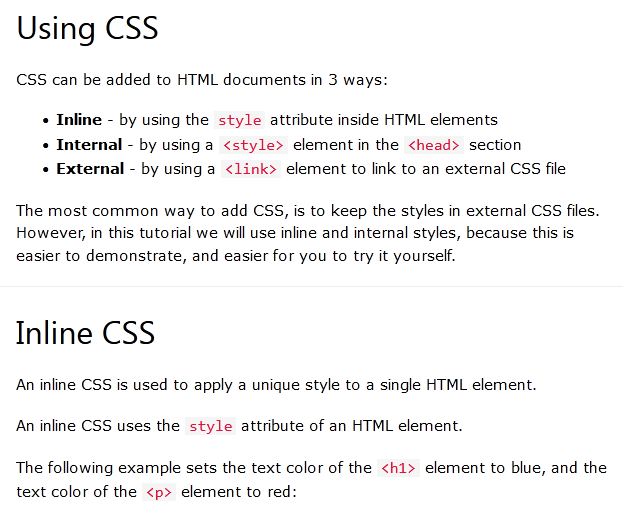 Using CSS
CSS can be added to HTML documents in 3 ways:
• Inline - by using the style attribute inside HTML elements
• Internal - by using a <style> element in the <head> section
• External - by using a <link> element to link to an external CSS file
The most common way to add CSS, is to keep the styles in external CSS files.
However, in this tutorial we will use inline and internal styles, because this is
easier to demonstrate, and easier for you to try it yourself.
Inline CSS
An inline CSS is used to apply a unique style to a single HTML element.
An inline CSS uses the style attribute of an HTML element.
The following example sets the text color of the <h1> element to blue, and the
text color of the <p> element to red: